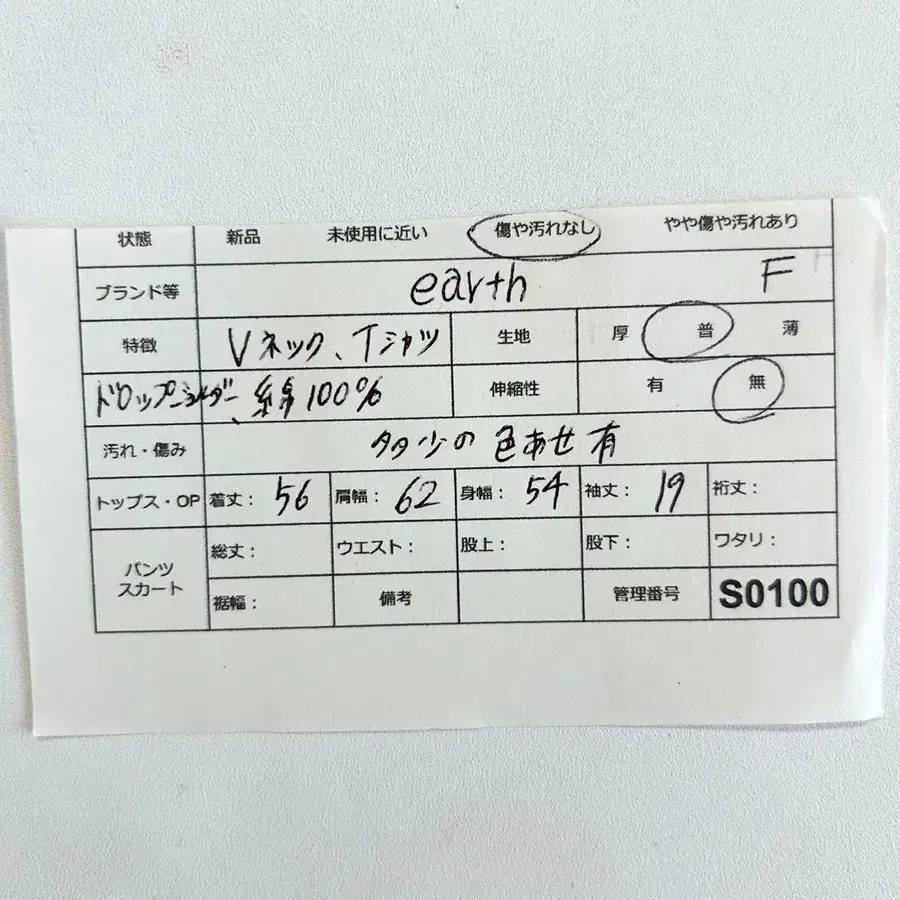 状態 新品 未使用に近い 傷や汚れなし やや傷や汚れあり
ブランド等 earth F
特徴 Vネック、Tシャツ 生地 厚 普 薄
ドロップショルダー、綿100% 伸縮性 有 無
汚れ・傷み 多少の色あせ有
トップス・OP 着丈: 56 肩幅: 62 身幅: 54 袖丈: 19 裄丈:
パンツ スカート 総丈: ウエスト: 股上: 股下: ワタリ:
裾幅: 備考 管理番号 S0100